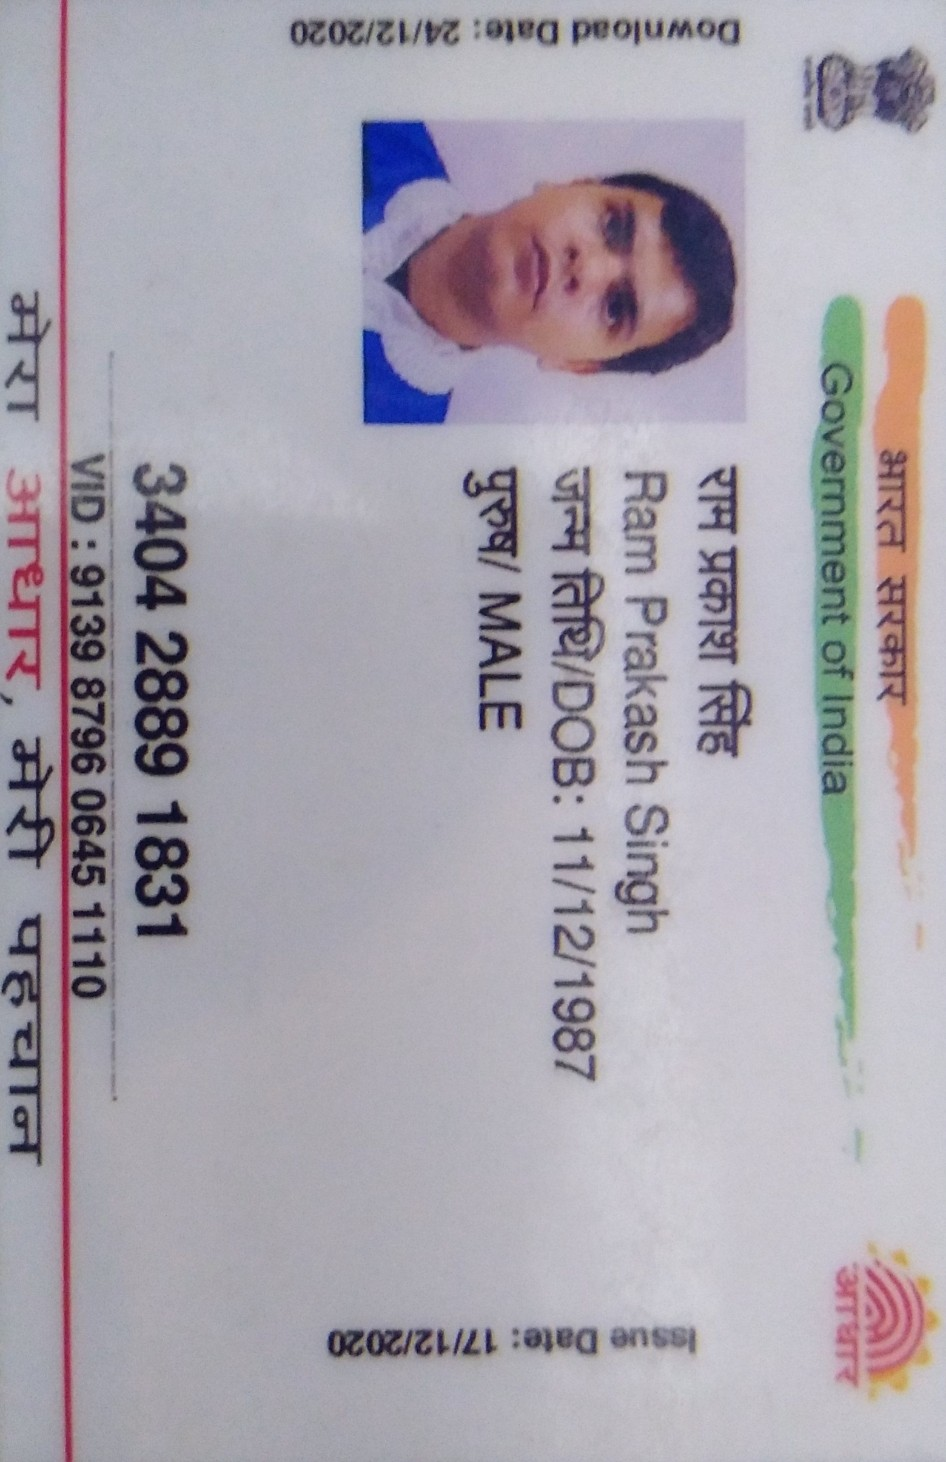 भारत सरकार
Government of India
Download Date: 24/12/2020
राम प्रकाश सिंह
Ram Prakash Singh
जन्म तिथि/DOB: 11/12/1987
पुरुष/ MALE
Issue Date: 17/12/2020
आधार
3404 2889 1831
VID : 9139 8796 0645 1110
मेरा आधार, मेरी पहचान